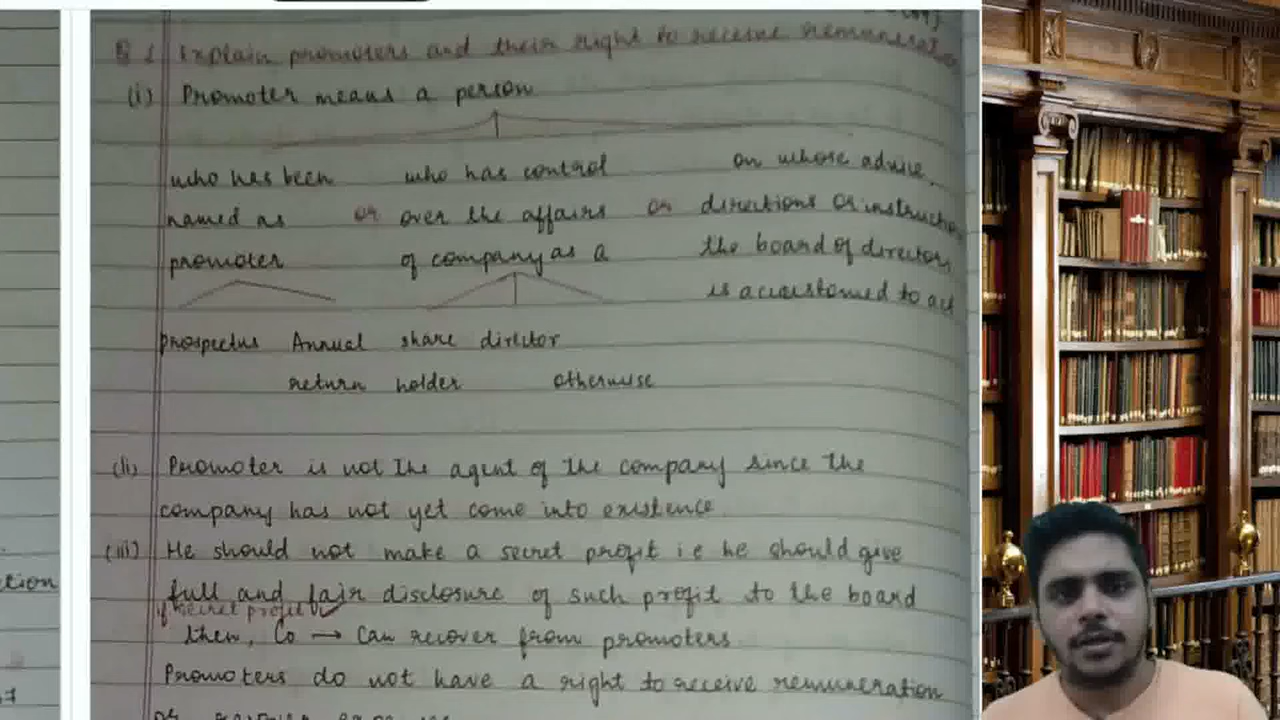 Explain promoters and their right to receive
(i) Promoter means a person
who has been who has control on whose advice,
named as or over the affairs or directions or
promoter of company as a the board of directors
is accustomed to act
prospectus Annual share director
return holder otherwise
(ii) Promoter is not the agent of the company since the
company has not yet come into existence
(iii) He should not make a secret profit i.e he should give
full and fair disclosure of such profit to the board
if secret profit
then, Co → Can recover from promoters
Promoters do not have a right to receive remuneration
ction